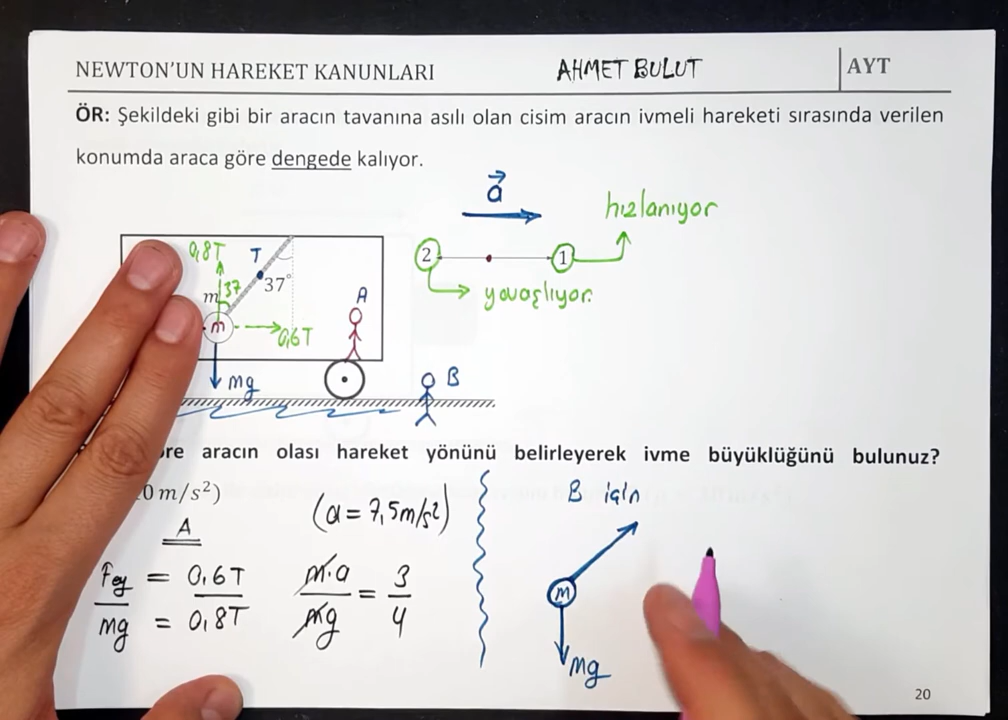 NEWTON'UN HAREKET KANUNLARI AHMET BULUT AYT
ÖR: Şekildeki gibi bir aracın tavanına asılı olan cisim aracın ivmeli hareketi sırasında verilen
konumda araca göre dengede kalıyor.
a
hızlanıyor
2 1
yavaşlıyor.
0,8T T
37 37°
m
m 0,6T
A
mg
B
aracın olası hareket yönünü belirleyerek ivme büyüklüğünü bulunuz?
0 m/s²)
(a = 7,5m/s²)
B için
A
Fey = 0,6T m.a = 3
mg = 0,8T mg 4
m
mg
20